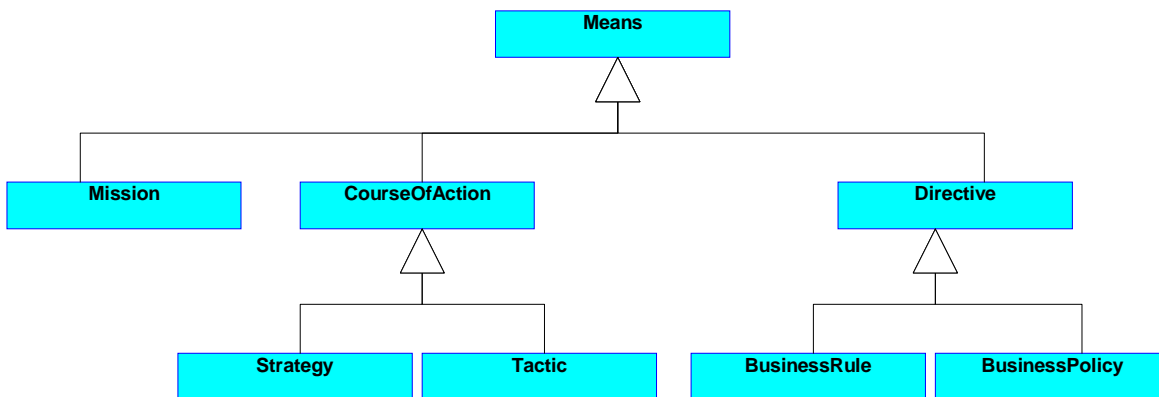 Means
Mission
CourseOfAction
Directive
Strategy
Tactic
BusinessRule
BusinessPolicy